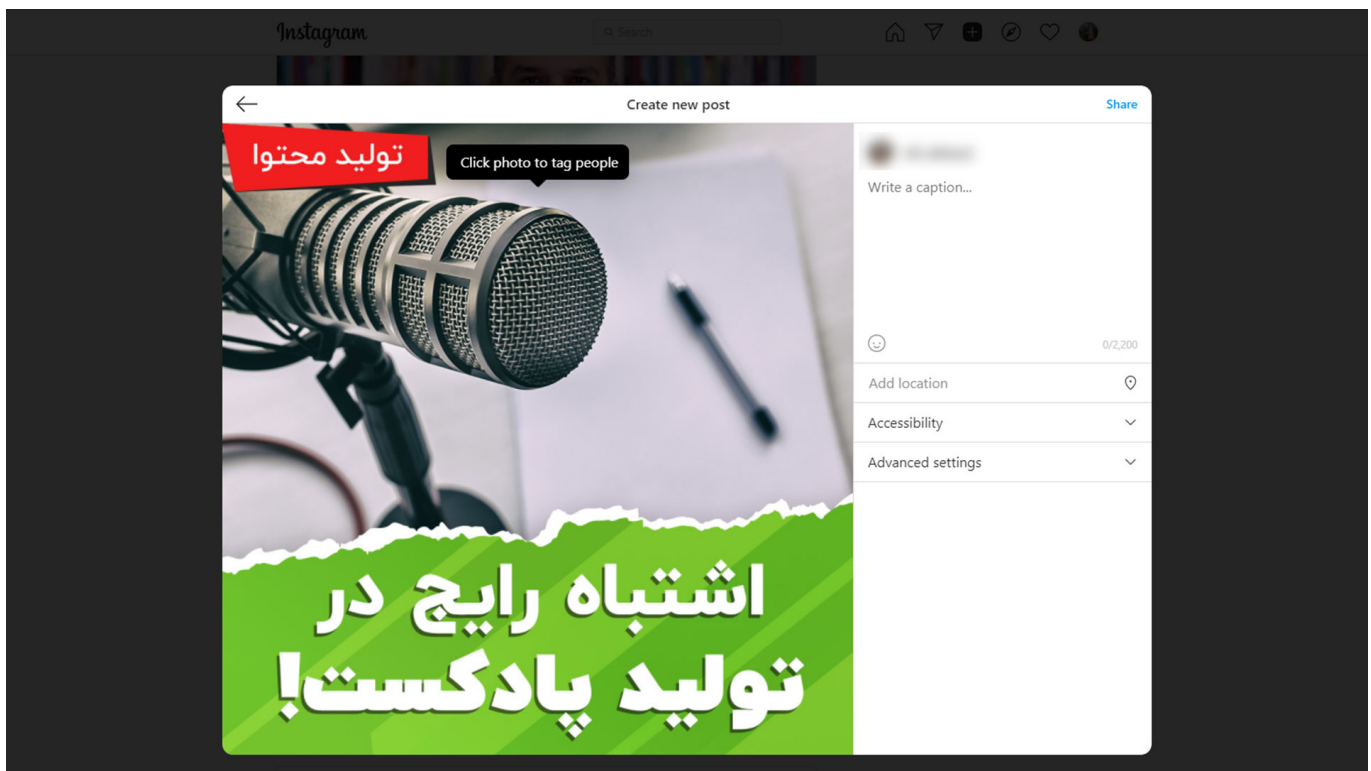 Instagram
Search
Create new post
Share
تولید محتوا
Click photo to tag people
Write a caption...
0/2,200
Add location
Accessibility
Advanced settings
اشتباه رایج در
تولید پادکست!